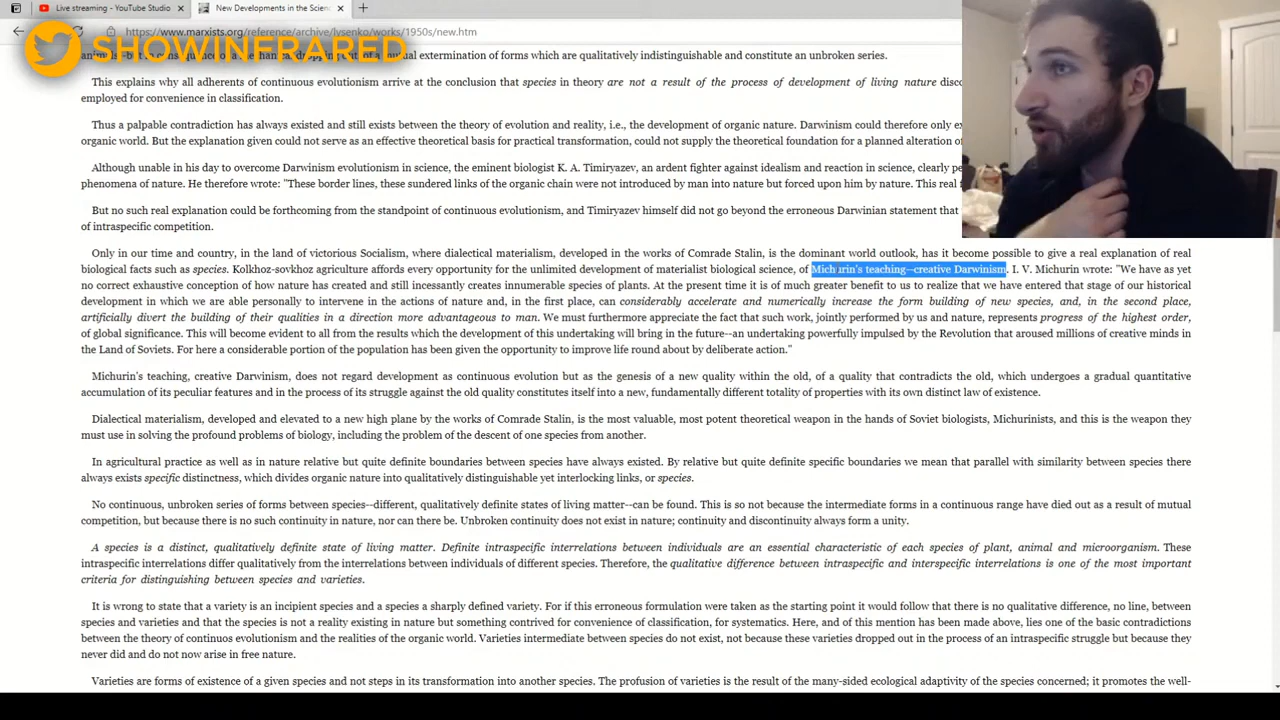 Live streaming - YouTube Studio
New Developments in the Scien
SHOWINFRARED
https://www.marxists.org/reference/archive/lysenko/works/1950s/new.htm
extermination of forms which are qualitatively indistinguishable and constitute an unbroken series.
This explains why all adherents of continuous evolutionism arrive at the conclusion that species in theory are not a result of the process of development of living nature
employed for convenience in classification.
Thus a palpable contradiction has always existed and still exists between the theory of evolution and reality, i.e., the development of organic nature. Darwinism could therefore only
organic world. But the explanation given could not serve as an effective theoretical basis for practical transformation, could not supply the theoretical foundation for a planned alteration
Although unable in his day to overcome Darwinism evolutionism in science, the eminent biologist K. A. Timiryazev, an ardent fighter against idealism and reaction in science, clearly
phenomena of nature. He therefore wrote: "These border lines, these sundered links of the organic chain were not introduced by man into nature but forced upon him by nature. This real
But no such real explanation could be forthcoming from the standpoint of continuous evolutionism, and Timiryazev himself did not go beyond the erroneous Darwinian statement that
of intraspecific competition.
Only in our time and country, in the land of victorious Socialism, where dialectical materialism, developed in the works of Comrade Stalin, is the dominant world outlook, has it become possible to give a real explanation of real
biological facts such as species. Kolkhoz-sovkhoz agriculture affords every opportunity for the unlimited development of materialist biological science, of Michurin's teaching--creative Darwinism. I. V. Michurin wrote: "We have as yet
no correct exhaustive conception of how nature has created and still incessantly creates innumerable species of plants. At the present time it is of much greater benefit to us to realize that we have entered that stage of our historical
development in which we are able personally to intervene in the actions of nature and, in the first place, can considerably accelerate and numerically increase the form building of new species, and, in the second place,
artificially divert the building of their qualities in a direction more advantageous to man. We must furthermore appreciate the fact that such work, jointly performed by us and nature, represents progress of the highest order,
of global significance. This will become evident to all from the results which the development of this undertaking will bring in the future--an undertaking powerfully impulsed by the Revolution that aroused millions of creative minds in
the Land of Soviets. For here a considerable portion of the population has been given the opportunity to improve life round about by deliberate action."
Michurin's teaching, creative Darwinism, does not regard development as continuous evolution but as the genesis of a new quality within the old, of a quality that contradicts the old, which undergoes a gradual quantitative
accumulation of its peculiar features and in the process of its struggle against the old quality constitutes itself into a new, fundamentally different totality of properties with its own distinct law of existence.
Dialectical materialism, developed and elevated to a new high plane by the works of Comrade Stalin, is the most valuable, most potent theoretical weapon in the hands of Soviet biologists, Michurinists, and this is the weapon they
must use in solving the profound problems of biology, including the problem of the descent of one species from another.
In agricultural practice as well as in nature relative but quite definite boundaries between species have always existed. By relative but quite definite specific boundaries we mean that parallel with similarity between species there
always exists specific distinctness, which divides organic nature into qualitatively distinguishable yet interlocking links, or species.
No continuous, unbroken series of forms between species--different, qualitatively definite states of living matter--can be found. This is so not because the intermediate forms in a continuous range have died out as a result of mutual
competition, but because there is no such continuity in nature, nor can there be. Unbroken continuity does not exist in nature; continuity and discontinuity always form a unity.
A species is a distinct, qualitatively definite state of living matter. Definite intraspecific interrelations between individuals are an essential characteristic of each species of plant, animal and microorganism. These
intraspecific interrelations differ qualitatively from the interrelations between individuals of different species. Therefore, the qualitative difference between intraspecific and interspecific interrelations is one of the most important
criteria for distinguishing between species and varieties.
It is wrong to state that a variety is an incipient species and a species a sharply defined variety. For if this erroneous formulation were taken as the starting point it would follow that there is no qualitative difference, no line, between
species and varieties and that the species is not a reality existing in nature but something contrived for convenience of classification, for systematics. Here, and of this mention has been made above, lies one of the basic contradictions
between the theory of continuos evolutionism and the realities of the organic world. Varieties intermediate between species do not exist, not because these varieties dropped out in the process of an intraspecific struggle but because they
never did and do not now arise in free nature.
Varieties are forms of existence of a given species and not steps in its transformation into another species. The profusion of varieties is the result of the many-sided ecological adaptivity of the species concerned; it promotes the well-